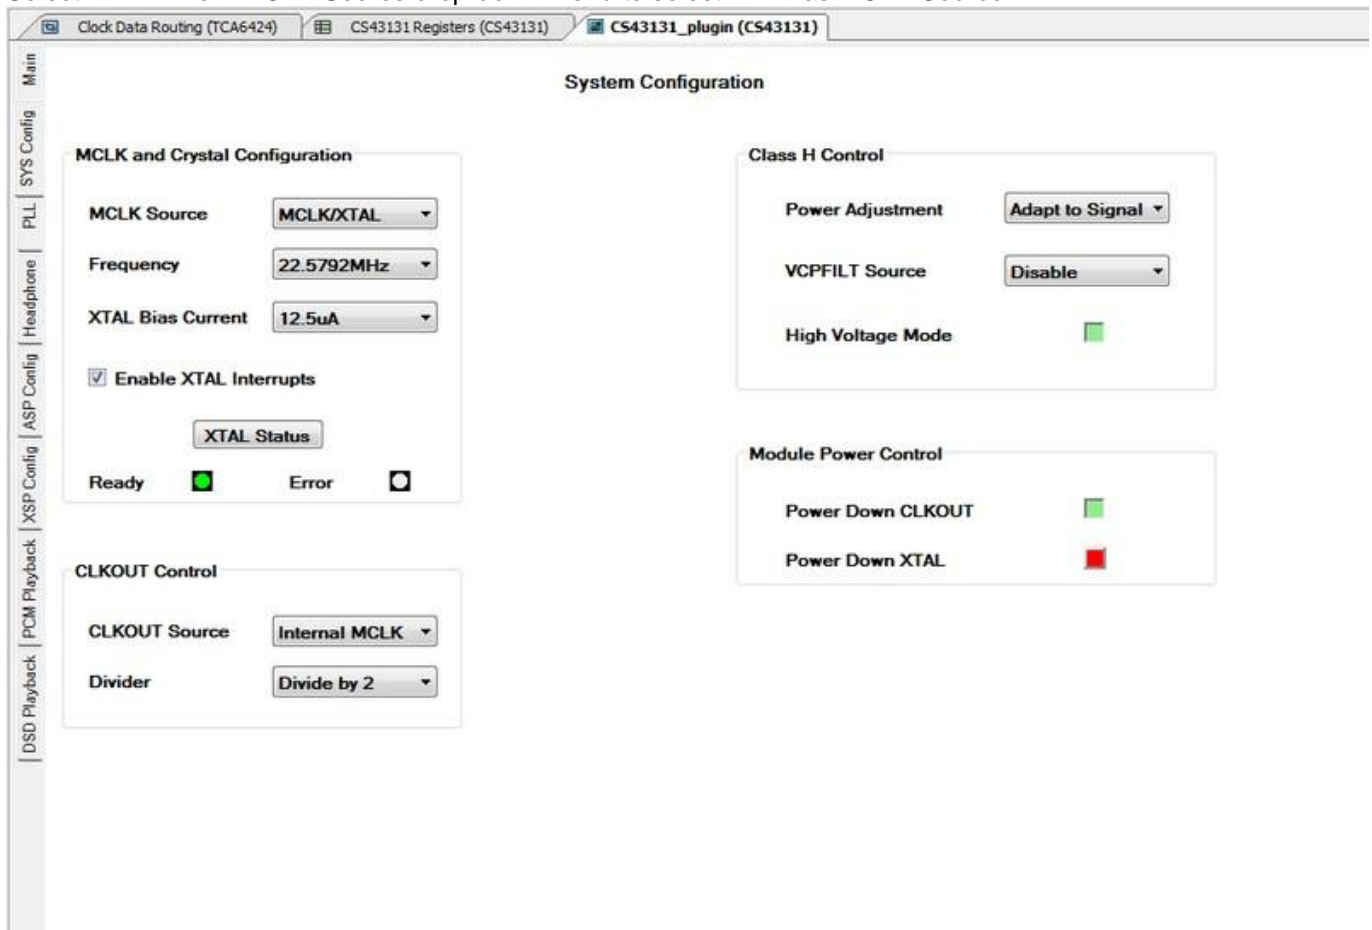 Clock Data Routing (TCA6424)
CS43131 Registers (CS43131)
CS43131_plugin (CS43131)
Main
SYS Config
PLL
Headphone
ASP Config
XSP Config
PCM Playback
DSD Playback
System Configuration
MCLK and Crystal Configuration
MCLK Source MCLK/XTAL
Frequency 22.5792MHz
XTAL Bias Current 12.5uA
Enable XTAL Interrupts
XTAL Status
Ready Error
CLKOUT Control
CLKOUT Source Internal MCLK
Divider Divide by 2
Class H Control
Power Adjustment Adapt to Signal
VCPFILT Source Disable
High Voltage Mode
Module Power Control
Power Down CLKOUT
Power Down XTAL